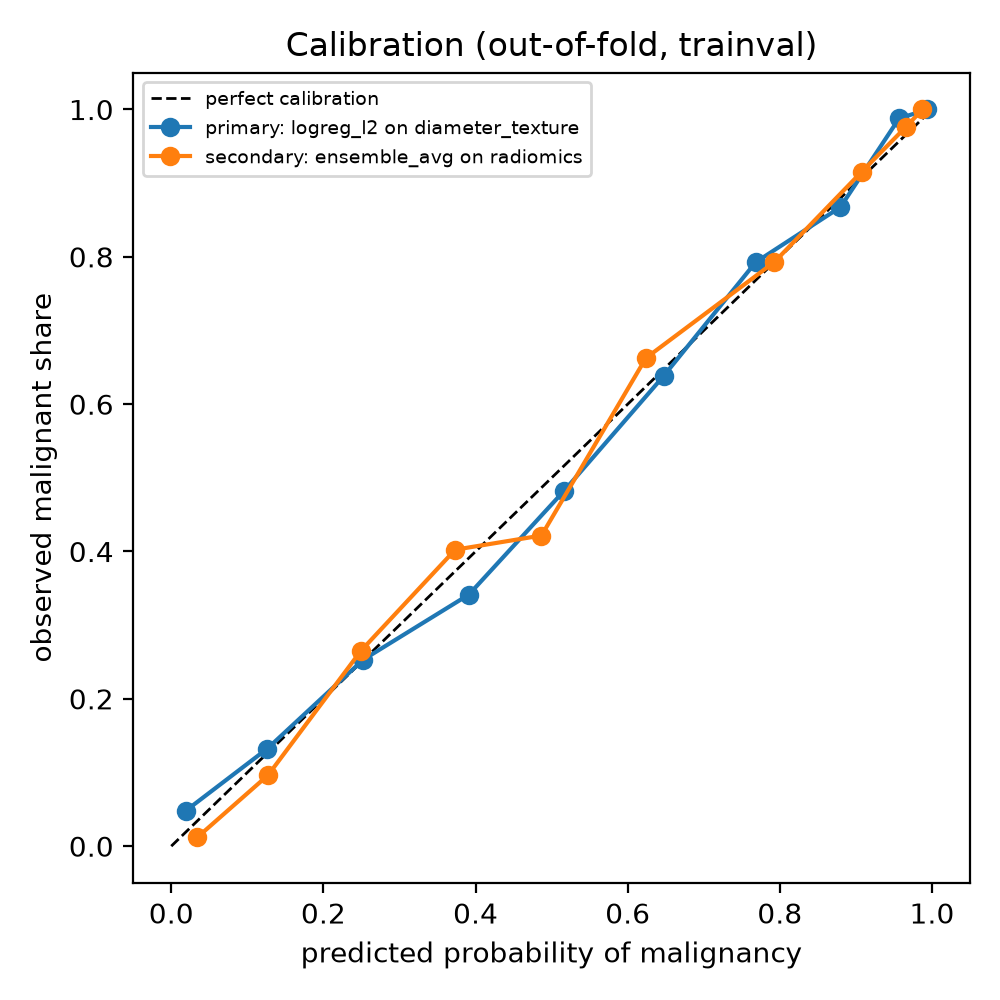 Calibration (out-of-fold, trainval)
perfect calibration
primary: logreg_l2 on diameter_texture
secondary: ensemble_avg on radiomics
observed malignant share
1.0
0.8
0.6
0.4
0.2
0.0
0.0 0.2 0.4 0.6 0.8 1.0
predicted probability of malignancy